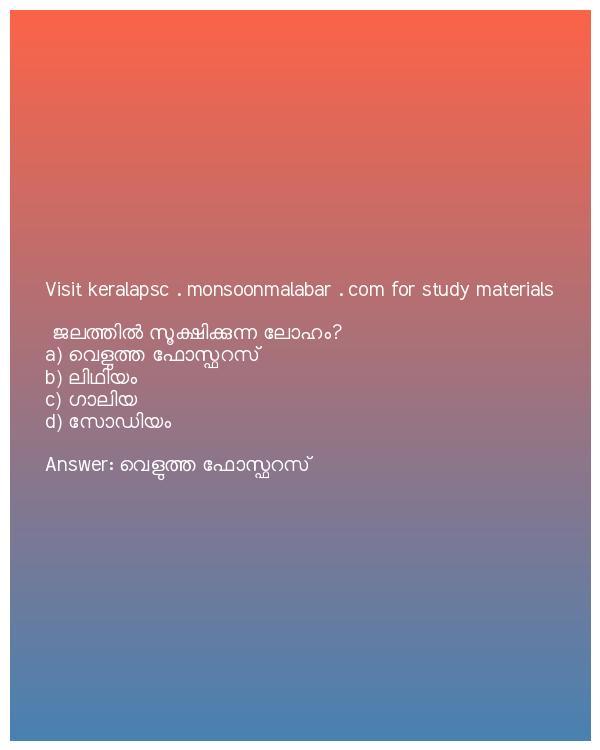 Visit keralapsc . monsoonmalabar . com for study materials
ജലത്തിൽ സൂക്ഷിക്കുന്ന ലോഹം?
a) വെളുത്ത ഫോസ്ഫറസ്
b) ലിഥിയം
c) ഗാലിയ
d) സോഡിയം
Answer: വെളുത്ത ഫോസ്ഫറസ്